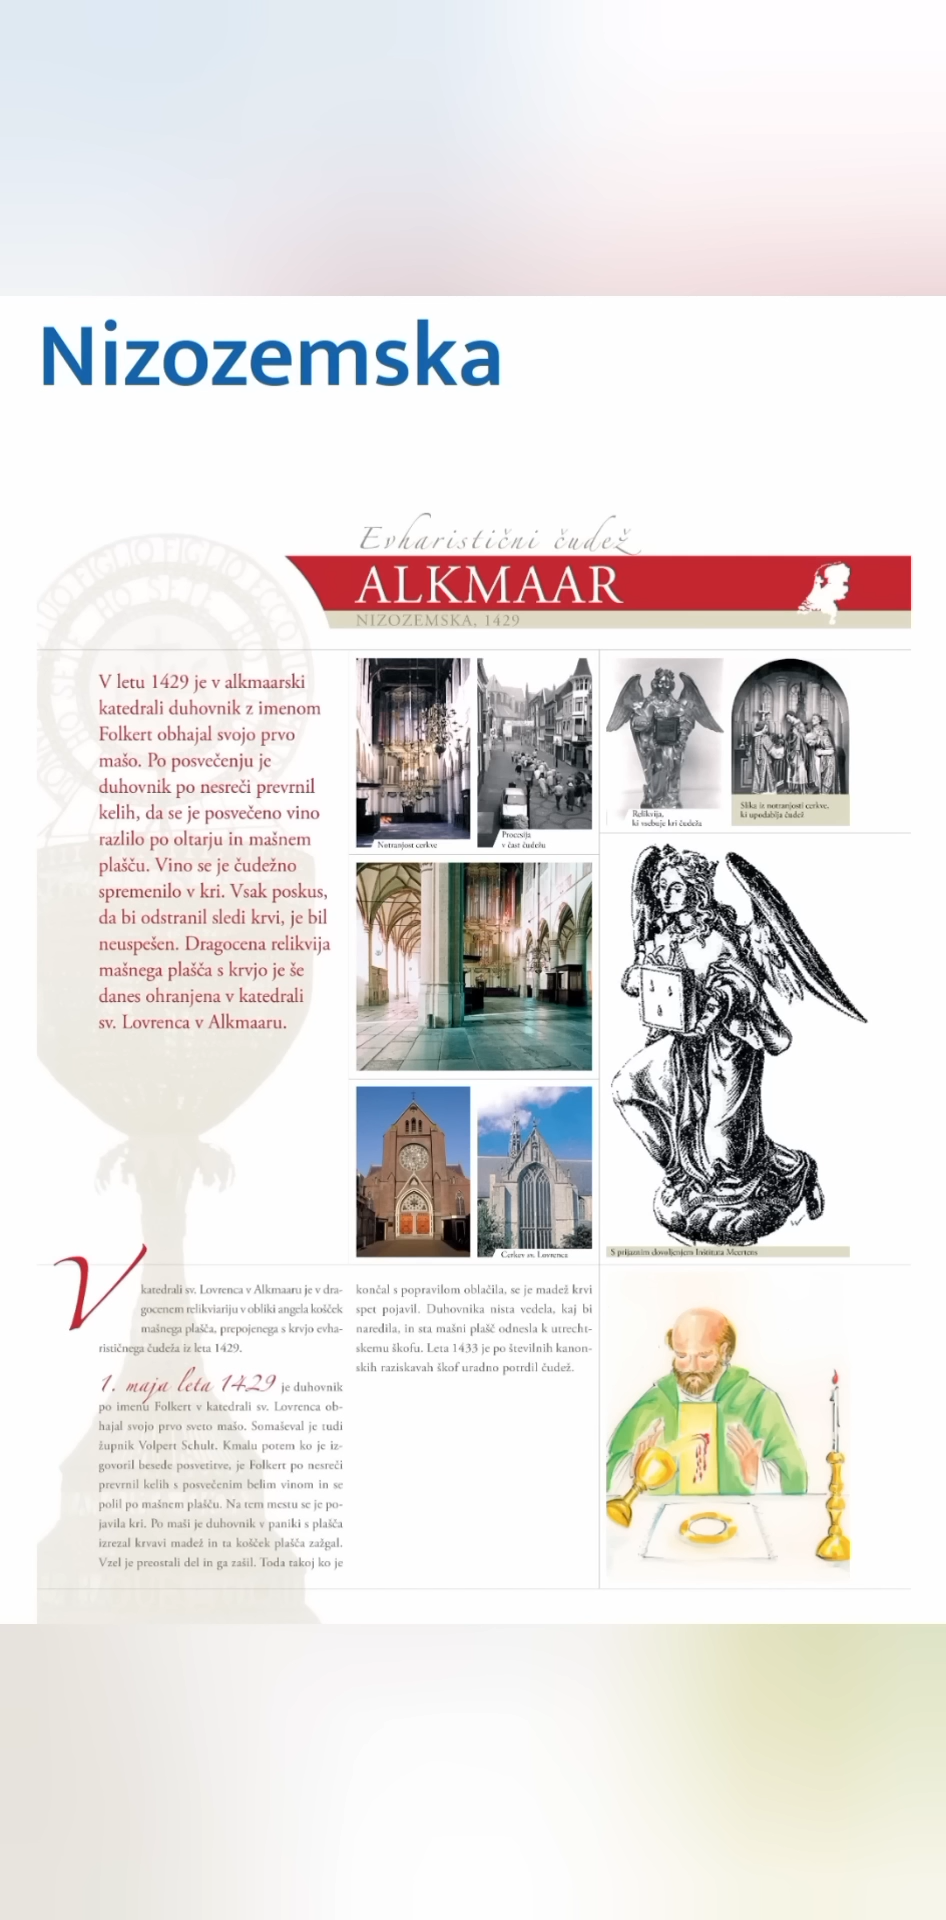 Nizozemska
Evharistični čudež
ALKMAAR
NIZOZEMSKA, 1429
V letu 1429 je v alkmaarski
katedrali duhovnik z imenom
Folkert obhajal svojo prvo
mašo. Po posvečenju je
duhovnik po nesreči prevrnil
kelih, da se je posvečeno vino
razlilo po oltarju in mašnem
plašču. Vino se je čudežno
spremenilo v kri. Vsak poskus,
da bi odstranil sledi krvi, je bil
neuspešen. Dragocena relikvija
mašnega plašča s krvjo je še
danes ohranjena v katedrali
sv. Lovrenca v Alkmaaru.
Notranjost cerkve
Procesija
v čast čudežu
Relikvija,
ki vsebuje kri čudeža
Slika iz notranjosti cerkve,
ki upodablja čudež
Cerkev sv. Lovrenca
S prijaznim dovoljenjem Inštituta Meertens
V katedrali sv. Lovrenca v Alkmaaru je v dra-
gocenem relikviariju v obliki angela košček
mašnega plašča, prepojenega s krvjo evha-
rističnega čudeža iz leta 1429.
1. maja leta 1429 je duhovnik
po imenu Folkert v katedrali sv. Lovrenca ob-
hajal svojo prvo sveto mašo. Somaševal je tudi
župnik Volpert Schult. Kmalu potem ko je iz-
govoril besede posvetitve, je Folkert po nesreči
prevrnil kelih s posvečenim belim vinom in se
polil po mašnem plašču. Na tem mestu se je po-
javila kri. Po maši je duhovnik v paniki s plašča
izrezal krvavi madež in ta košček plašča zažgal.
Vzel je preostali del in ga zašil. Toda takoj ko je
končal s popravilom oblačila, se je madež krvi
spet pojavil. Duhovnika nista vedela, kaj bi
naredila, in sta mašni plašč odnesla k utrecht-
skemu škofu. Leta 1433 je po številnih kanon-
skih raziskavah škof uradno potrdil čudež.